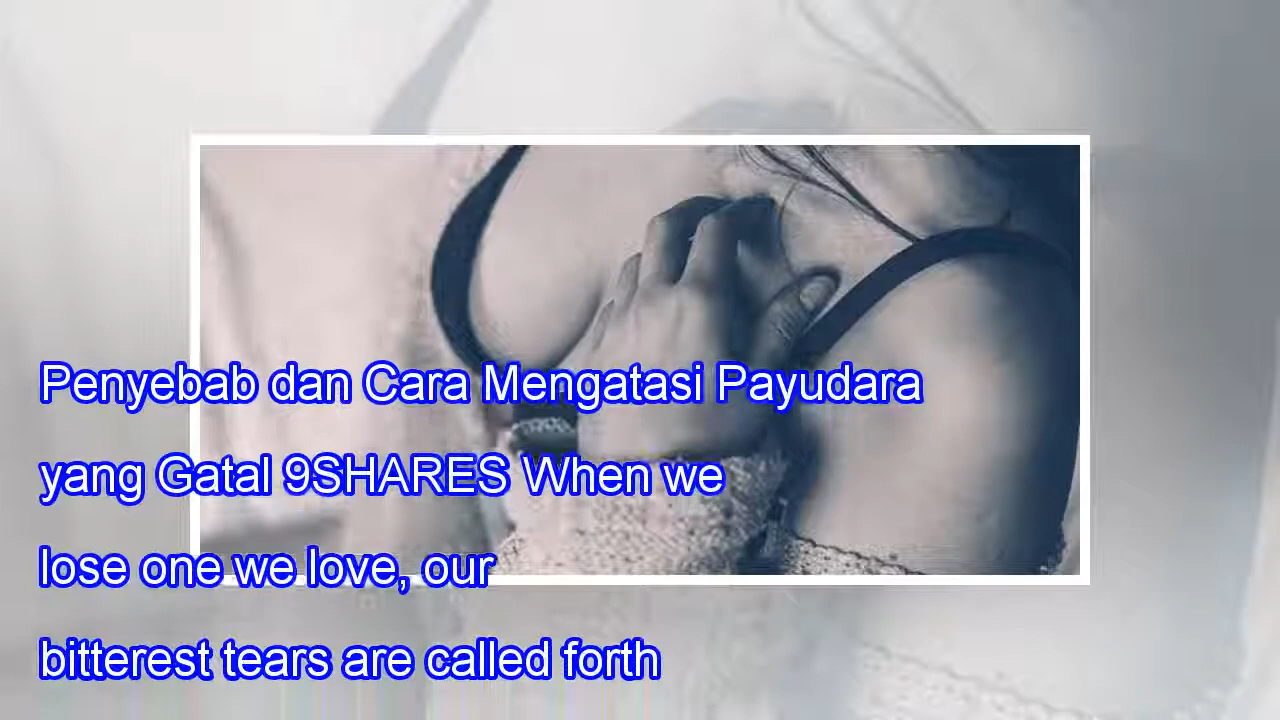 Penyebab dan Cara Mengatasi Payudara
yang Gatal 9SHARES When we
lose one we love, our
bitterest tears are called forth